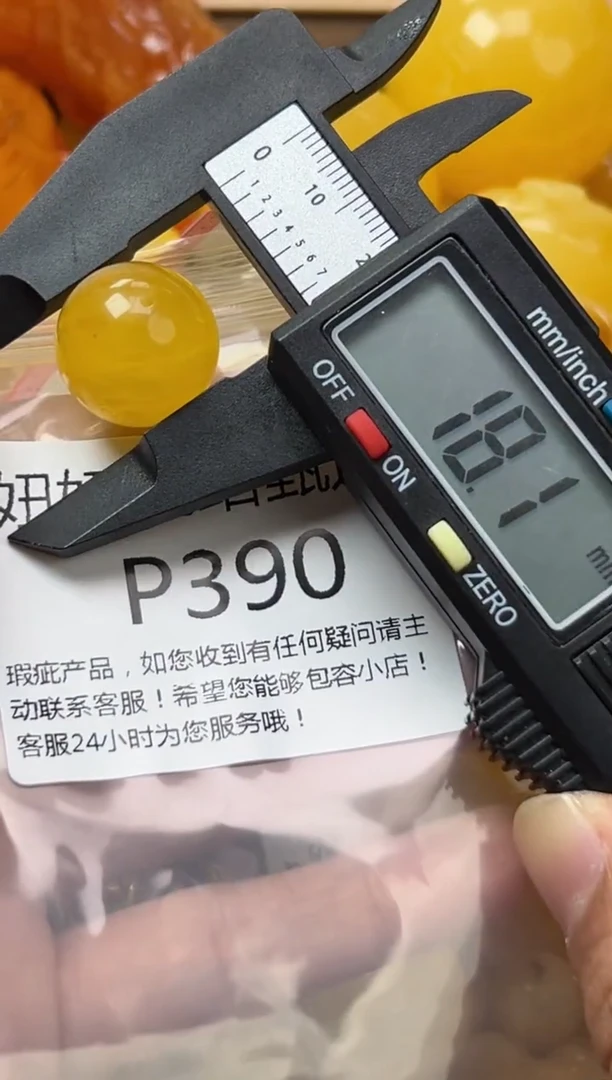 0
10
1
2
3
4
5
6
7
mm/inch
OFF
ON
18.1
ZERO
P390
瑕疵产品，如您收到有任何疑问请主
动联系客服！希望您能够包容小店！
客服24小时为您服务哦！